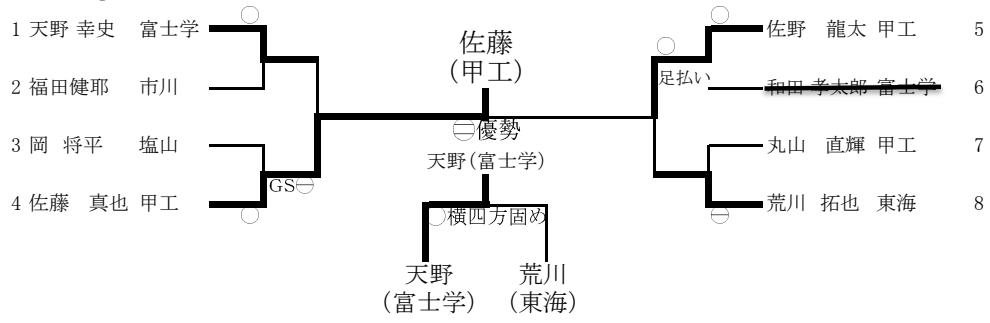 1 天野 幸史 富士学
2 福田健耶 市川
3 岡 将平 塩山
4 佐藤 真也 甲工
GS
佐藤
(甲工)
優勢
天野(富士学)
横四方固め
天野
(富士学)
荒川
(東海)
足払い
佐野 龍太 甲工 5
和田 孝太郎 富士学 6
丸山 直輝 甲工 7
荒川 拓也 東海 8